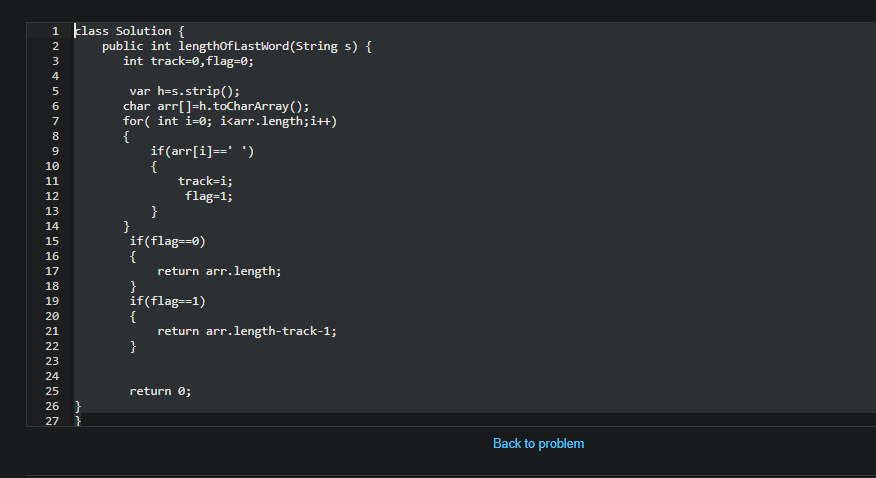 1 class Solution {
2     public int lengthOfLastWord(String s) {
3        int track=0,flag=0;
4
5         var h=s.strip();
6        char arr[]=h.toCharArray();
7        for( int i=0; i<arr.length;i++)
8        {
9            if(arr[i]==' ')
10            {
11                track=i;
12                 flag=1;
13            }
14        }
15         if(flag==0)
16         {
17             return arr.length;
18         }
19         if(flag==1)
20         {
21             return arr.length-track-1;
22         }
23
24
25         return 0;
26 }
27 }
Back to problem